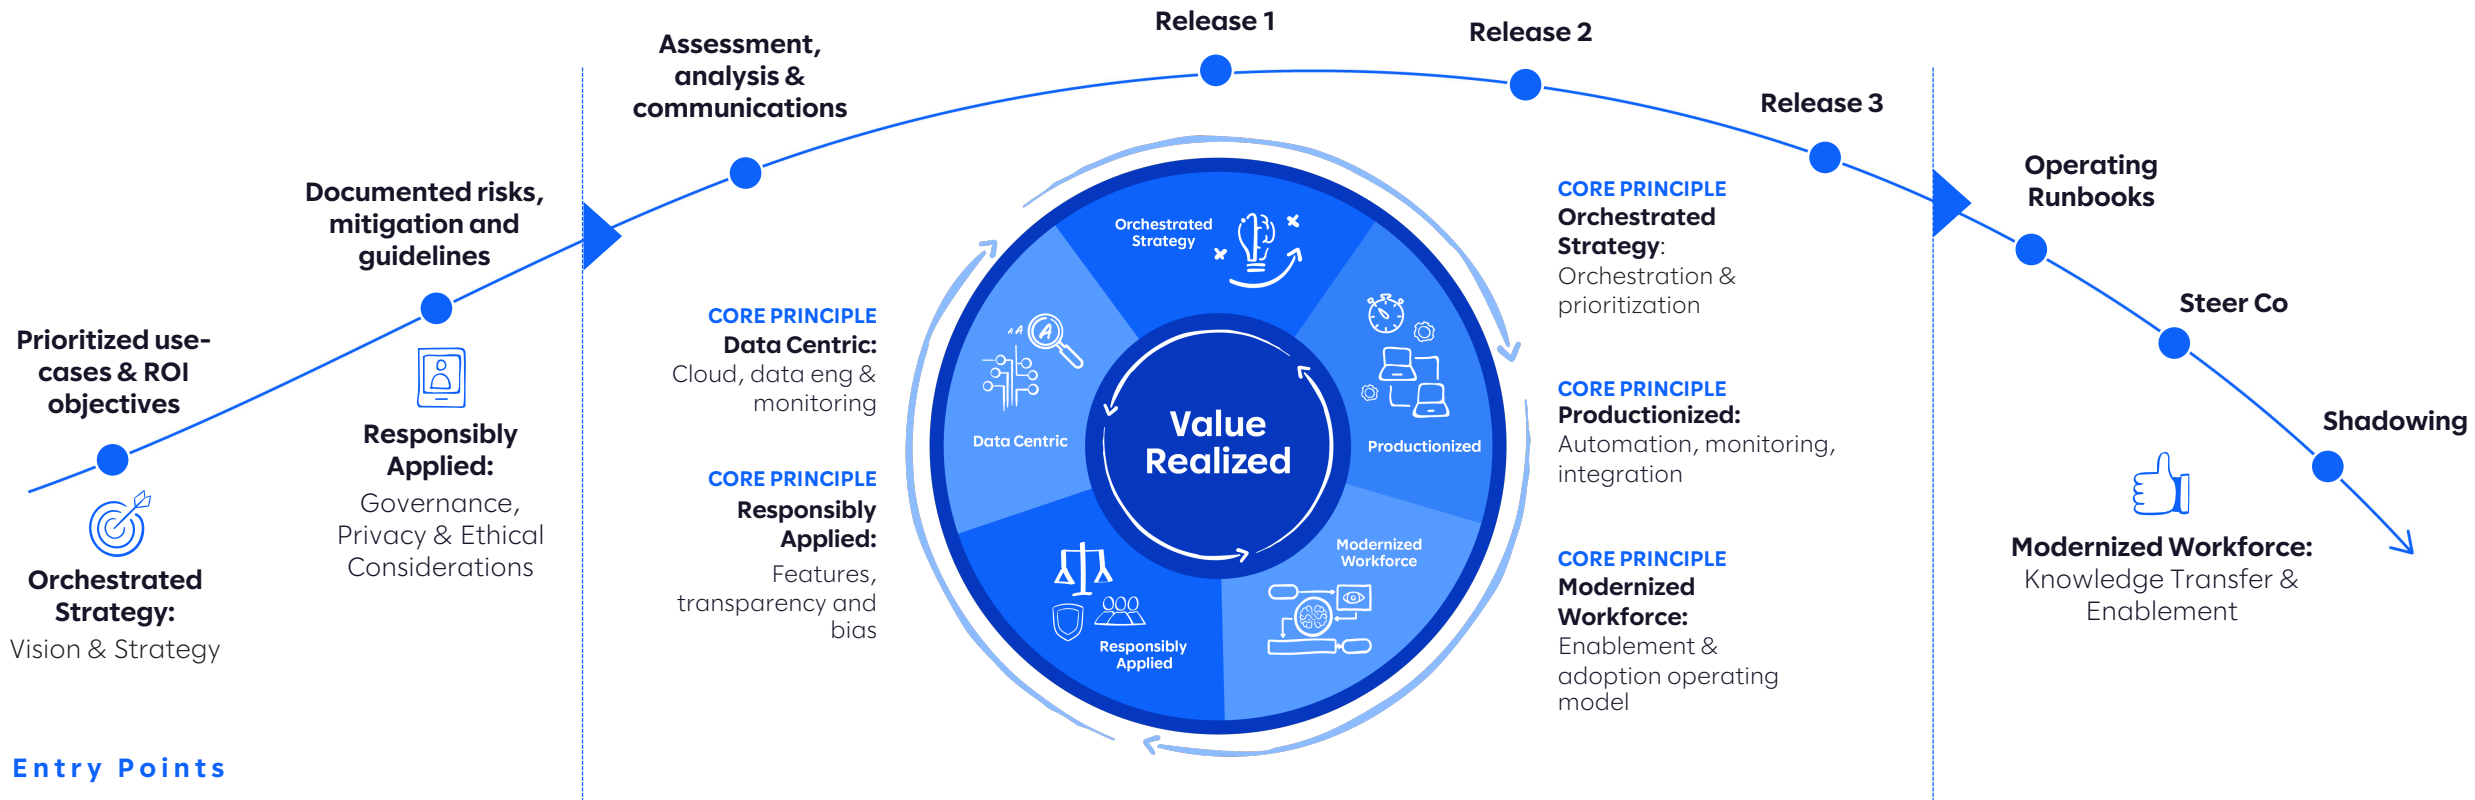 Prioritized use-
cases & ROI
objectives
Orchestrated
Strategy:
Vision & Strategy
Documented risks,
mitigation and
guidelines
Responsibly
Applied:
Governance,
Privacy & Ethical
Considerations
Entry Points
Assessment,
analysis &
communications
Release 1
Release 2
Release 3
CORE PRINCIPLE
Data Centric:
Cloud, data eng &
monitoring
CORE PRINCIPLE
Responsibly
Applied:
Features,
transparency and
bias
Orchestrated
Strategy
A A A
Data Centric
Productionized
Value
Realized
Modernized
Workforce
Responsibly
Applied
CORE PRINCIPLE
Orchestrated
Strategy:
Orchestration &
prioritization
CORE PRINCIPLE
Productionized:
Automation, monitoring,
integration
CORE PRINCIPLE
Modernized
Workforce:
Enablement &
adoption operating
model
Operating
Runbooks
Steer Co
Shadowing
Modernized Workforce:
Knowledge Transfer &
Enablement